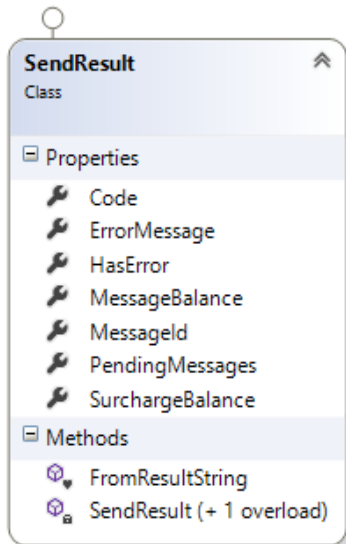 SendResult
Class
Properties
Code
ErrorMessage
HasError
MessageBalance
MessageId
PendingMessages
SurchargeBalance
Methods
FromResultString
SendResult (+ 1 overload)